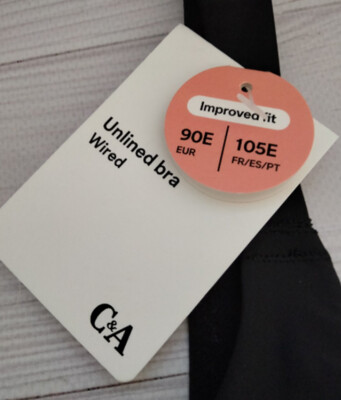 Improved fit
90E
EUR
105E
FR/ES/PT
Unlined bra
Wired
C&A